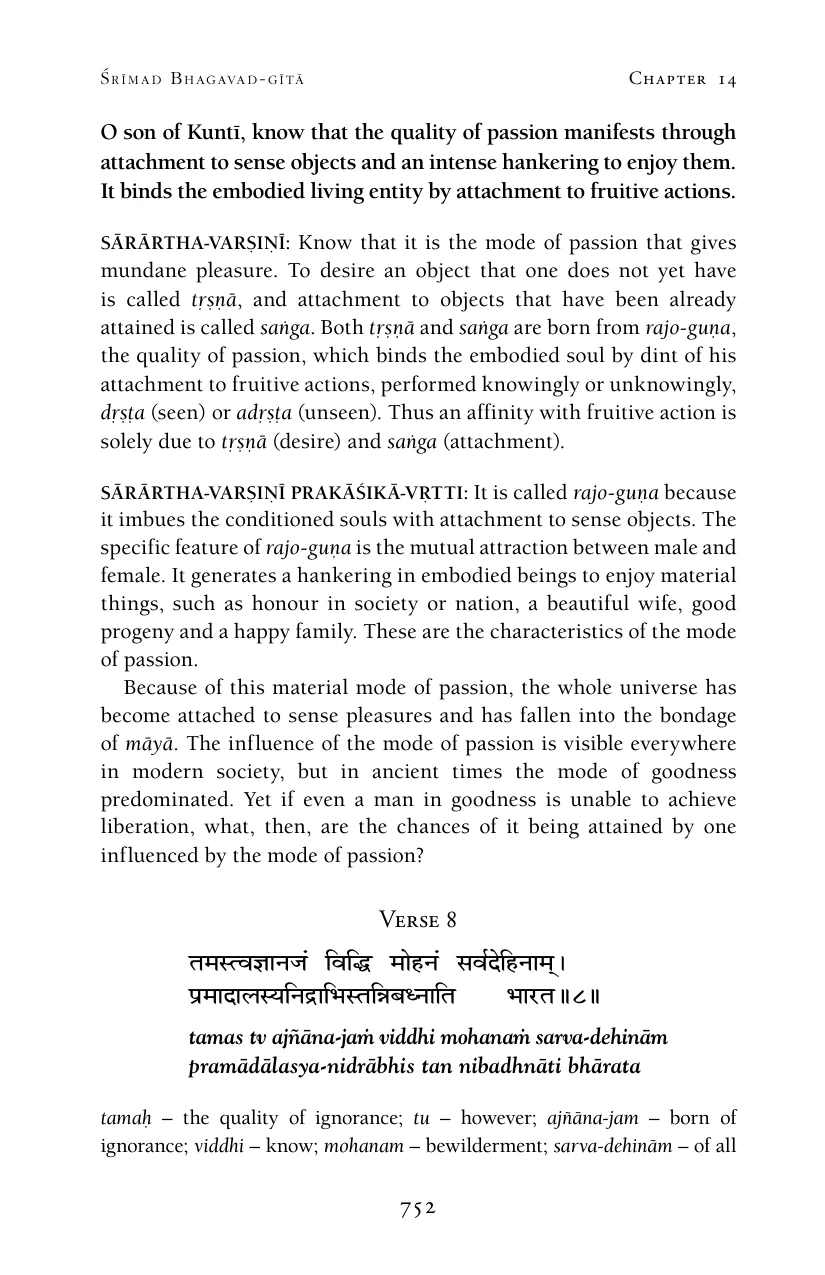 Śrīmad Bhagavad-gītā Chapter 14
O son of Kuntī, know that the quality of passion manifests through
attachment to sense objects and an intense hankering to enjoy them.
It binds the embodied living entity by attachment to fruitive actions.
SĀRĀRTHA-VARṢIṆĪ: Know that it is the mode of passion that gives
mundane pleasure. To desire an object that one does not yet have
is called tṛṣṇā, and attachment to objects that have been already
attained is called saṅga. Both tṛṣṇā and saṅga are born from rajo-guṇa,
the quality of passion, which binds the embodied soul by dint of his
attachment to fruitive actions, performed knowingly or unknowingly,
dṛṣṭa (seen) or adṛṣṭa (unseen). Thus an affinity with fruitive action is
solely due to tṛṣṇā (desire) and saṅga (attachment).
SĀRĀRTHA-VARṢIṆĪ PRAKĀŚIKĀ-VṚTTI: It is called rajo-guṇa because
it imbues the conditioned souls with attachment to sense objects. The
specific feature of rajo-guṇa is the mutual attraction between male and
female. It generates a hankering in embodied beings to enjoy material
things, such as honour in society or nation, a beautiful wife, good
progeny and a happy family. These are the characteristics of the mode
of passion.
Because of this material mode of passion, the whole universe has
become attached to sense pleasures and has fallen into the bondage
of māyā. The influence of the mode of passion is visible everywhere
in modern society, but in ancient times the mode of goodness
predominated. Yet if even a man in goodness is unable to achieve
liberation, what, then, are the chances of it being attained by one
influenced by the mode of passion?
Verse 8
तमस्त्वज्ञानजं विद्धि मोहनं सर्वदेहिनाम्।
प्रमादालस्यनिद्राभिस्तन्निबध्नाति भारत॥८॥
tamas tv ajñāna-jaṁ viddhi mohanaṁ sarva-dehinām
pramādālasya-nidrābhis tan nibadhnāti bhārata
tamaḥ – the quality of ignorance; tu – however; ajñāna-jam – born of
ignorance; viddhi – know; mohanam – bewilderment; sarva-dehinām – of all
752